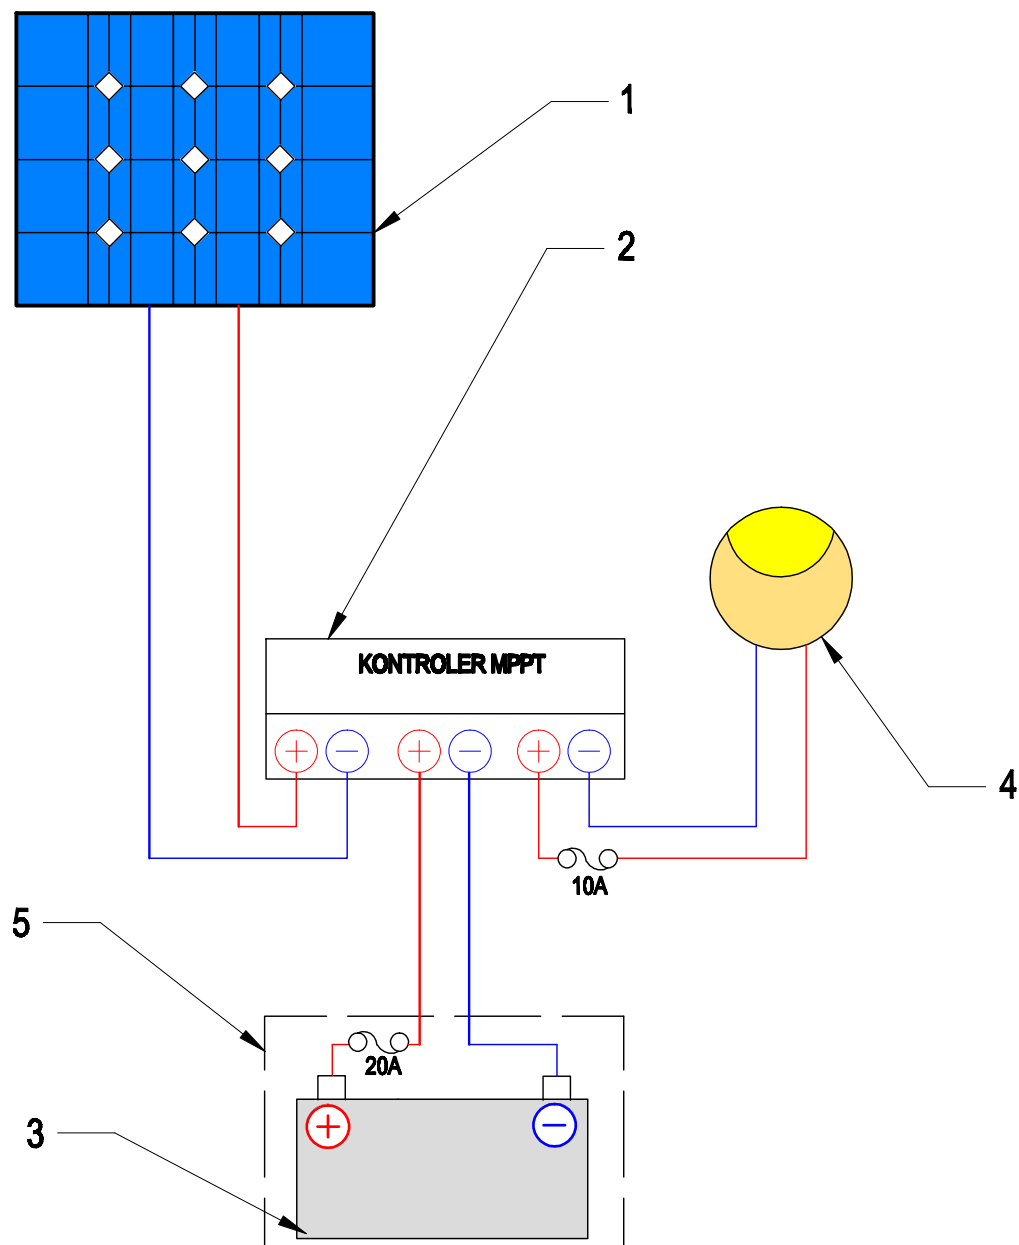 1
2
KONTROLER MPPT
+ − + − + −
4
10A
5
20A
+ −
3